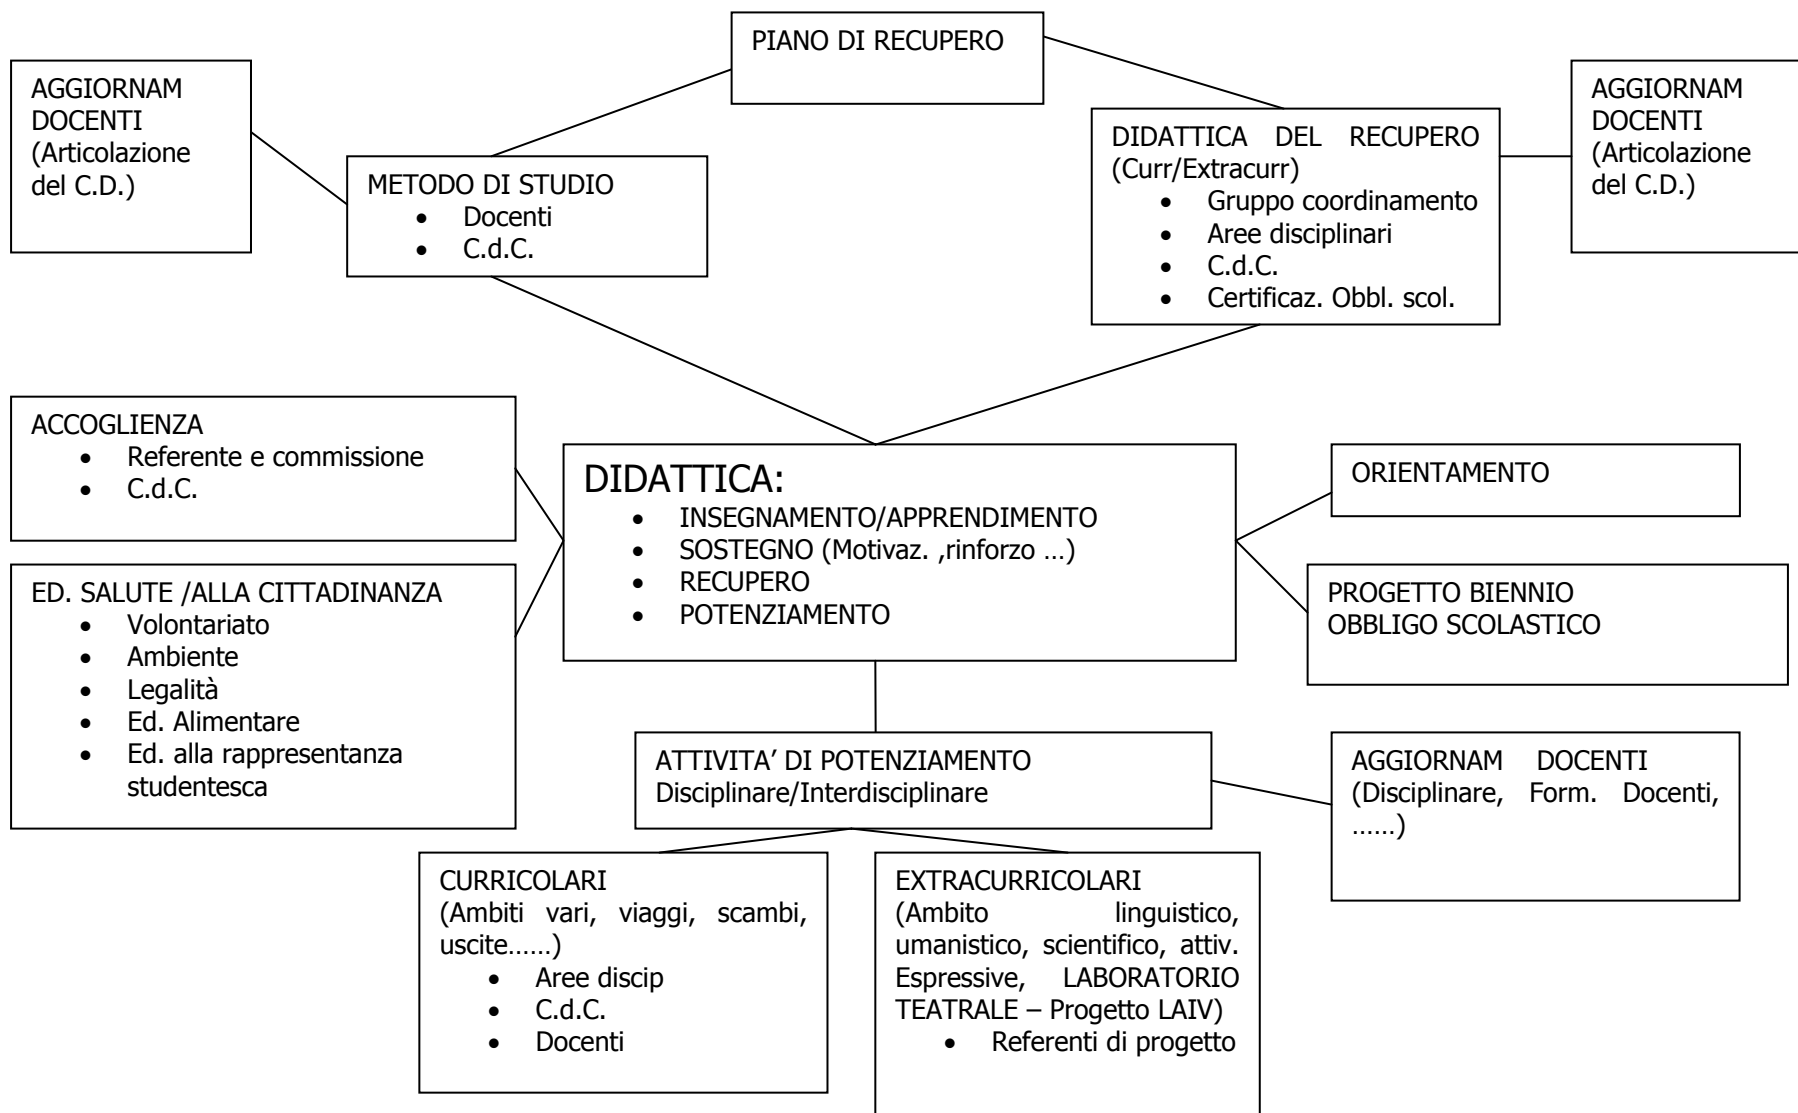 PIANO DI RECUPERO
AGGIORNAM
DOCENTI
(Articolazione
del C.D.)
METODO DI STUDIO
• Docenti
• C.d.C.
DIDATTICA DEL RECUPERO
(Curr/Extracurr)
• Gruppo coordinamento
• Aree disciplinari
• C.d.C.
• Certificaz. Obbl. scol.
AGGIORNAM
DOCENTI
(Articolazione
del C.D.)
ACCOGLIENZA
• Referente e commissione
• C.d.C.
DIDATTICA:
• INSEGNAMENTO/APPRENDIMENTO
• SOSTEGNO (Motivaz. ,rinforzo ...)
• RECUPERO
• POTENZIAMENTO
ORIENTAMENTO
ED. SALUTE /ALLA CITTADINANZA
• Volontariato
• Ambiente
• Legalità
• Ed. Alimentare
• Ed. alla rappresentanza
studentesca
PROGETTO BIENNIO
OBBLIGO SCOLASTICO
ATTIVITA’ DI POTENZIAMENTO
Disciplinare/Interdisciplinare
AGGIORNAM DOCENTI
(Disciplinare, Form. Docenti,
……)
CURRICOLARI
(Ambiti vari, viaggi, scambi,
uscite……)
• Aree discip
• C.d.C.
• Docenti
EXTRACURRICOLARI
(Ambito linguistico,
umanistico, scientifico, attiv.
Espressive, LABORATORIO
TEATRALE – Progetto LAIV)
• Referenti di progetto